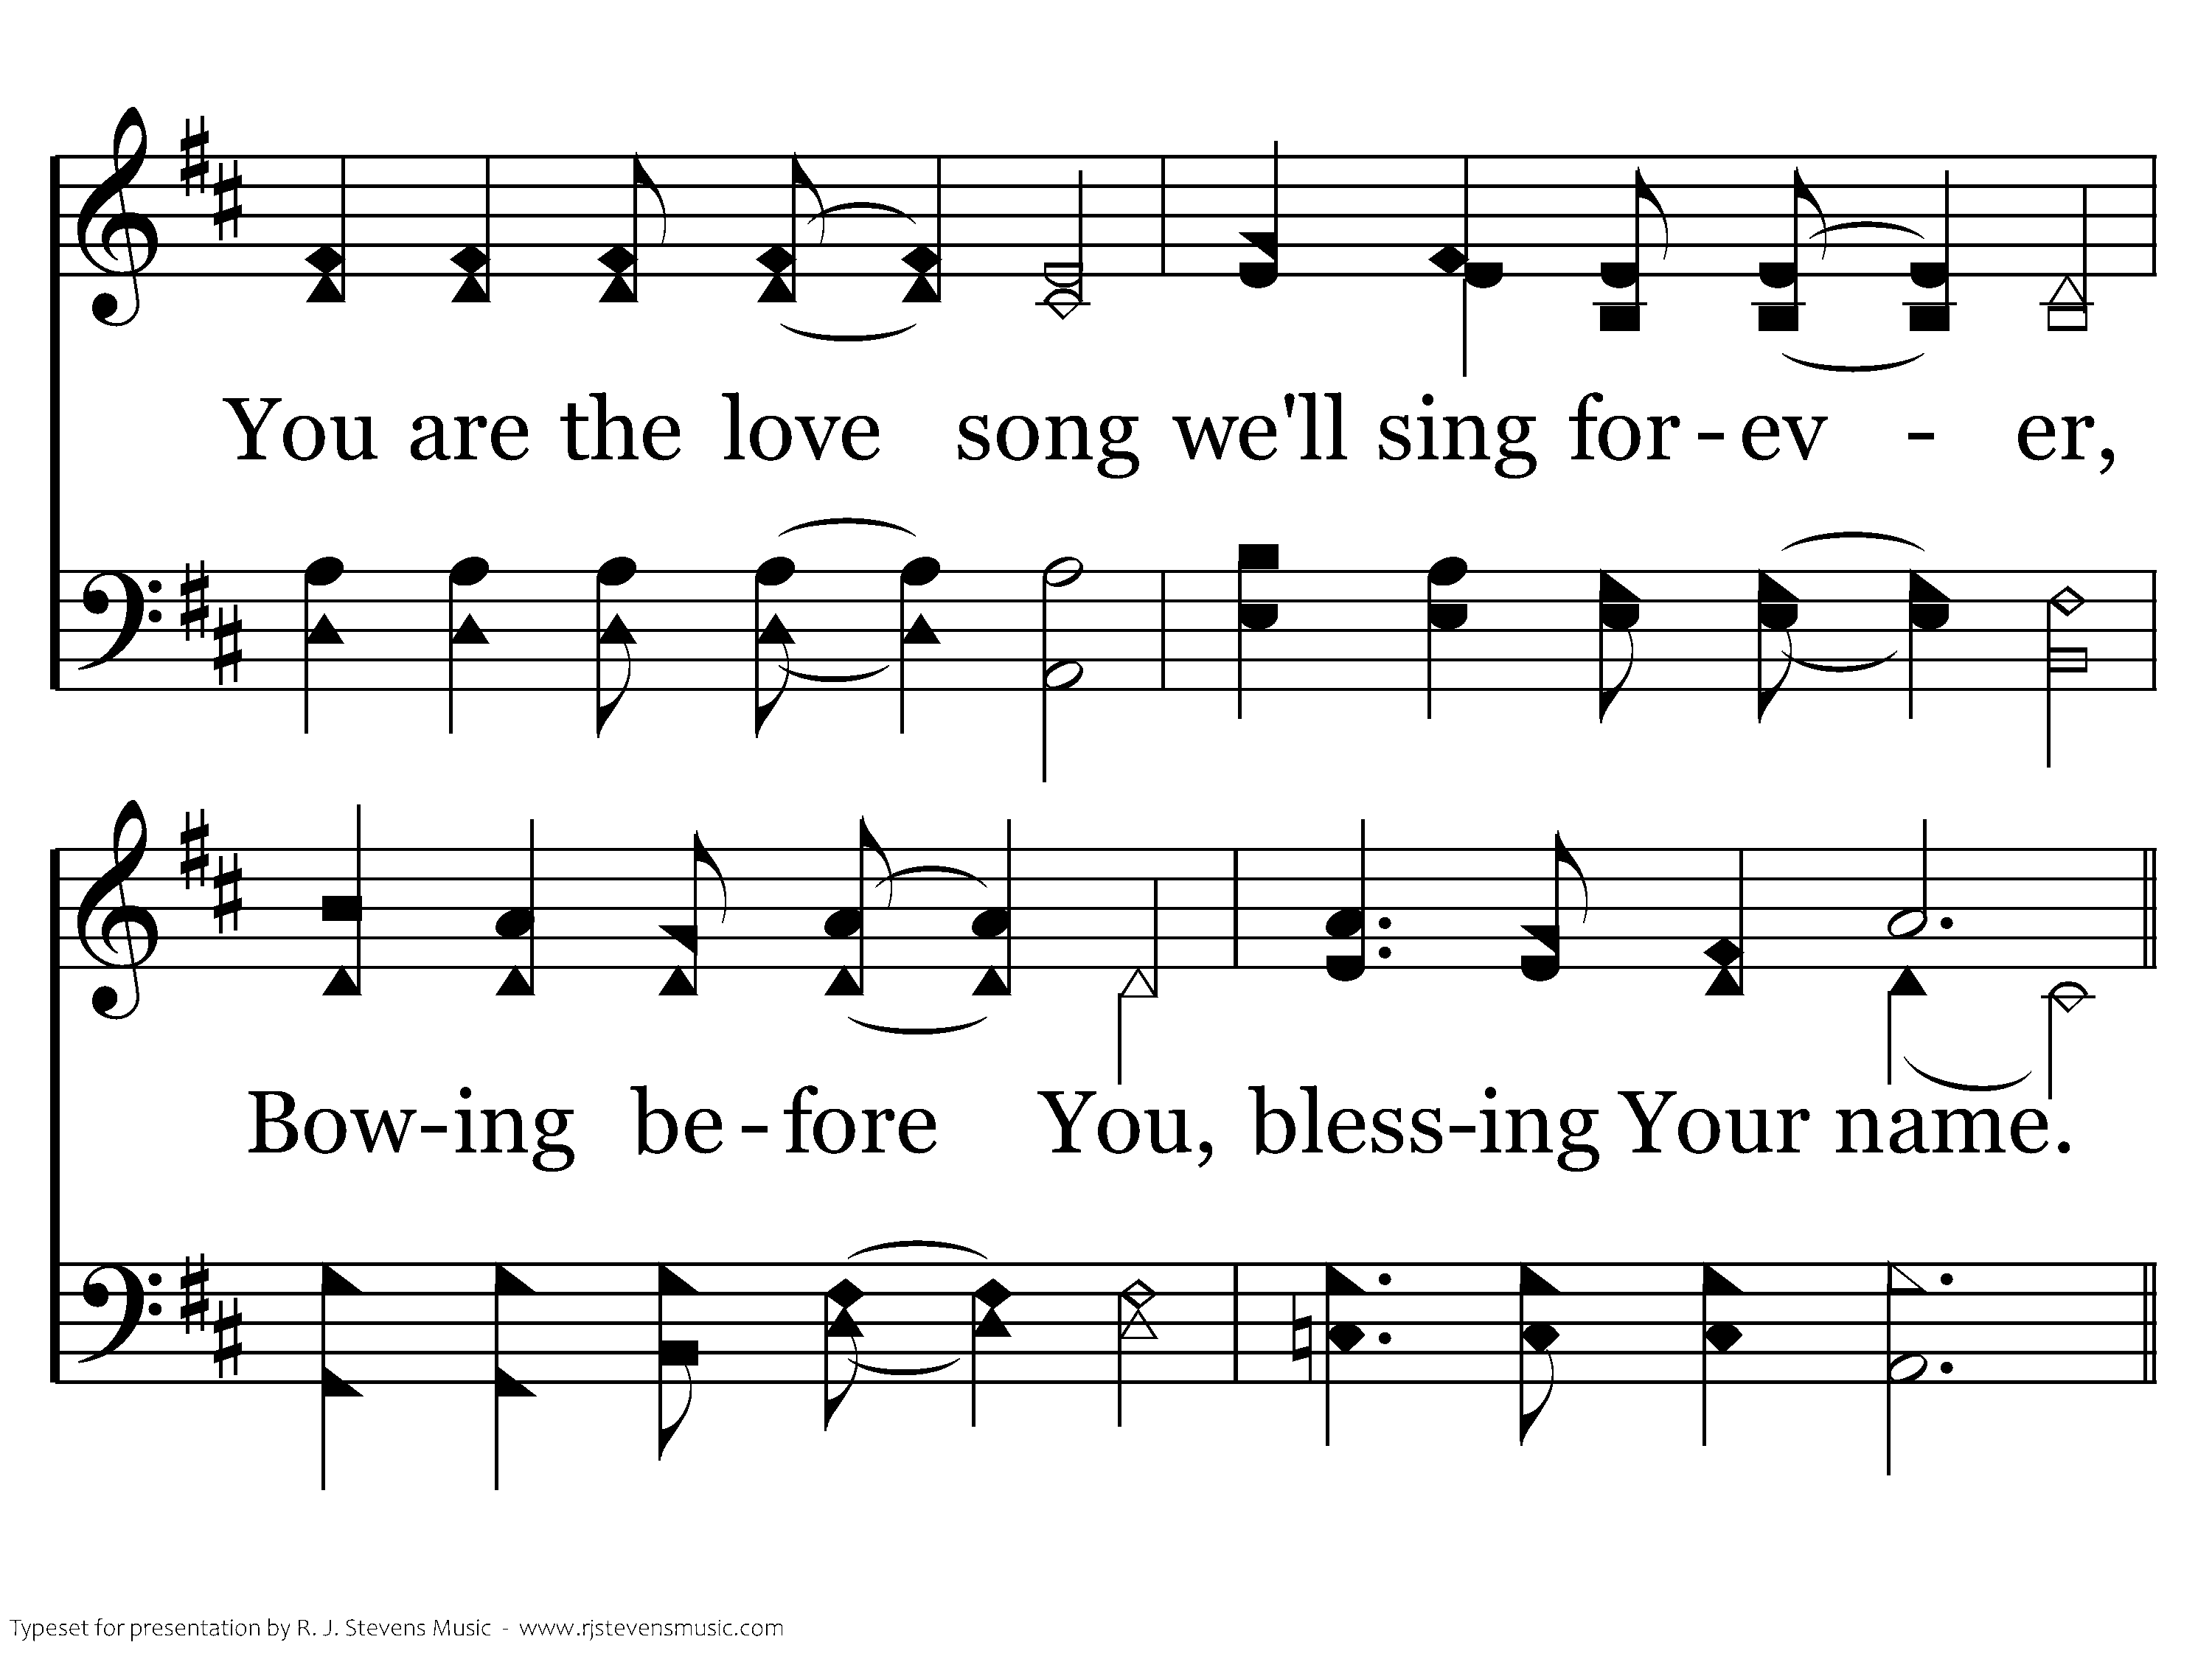 You are the love song we'll sing for - ev - er,
Bow-ing be - fore You, bless-ing Your name.
Typeset for presentation by R. J. Stevens Music - www.rjstevensmusic.com